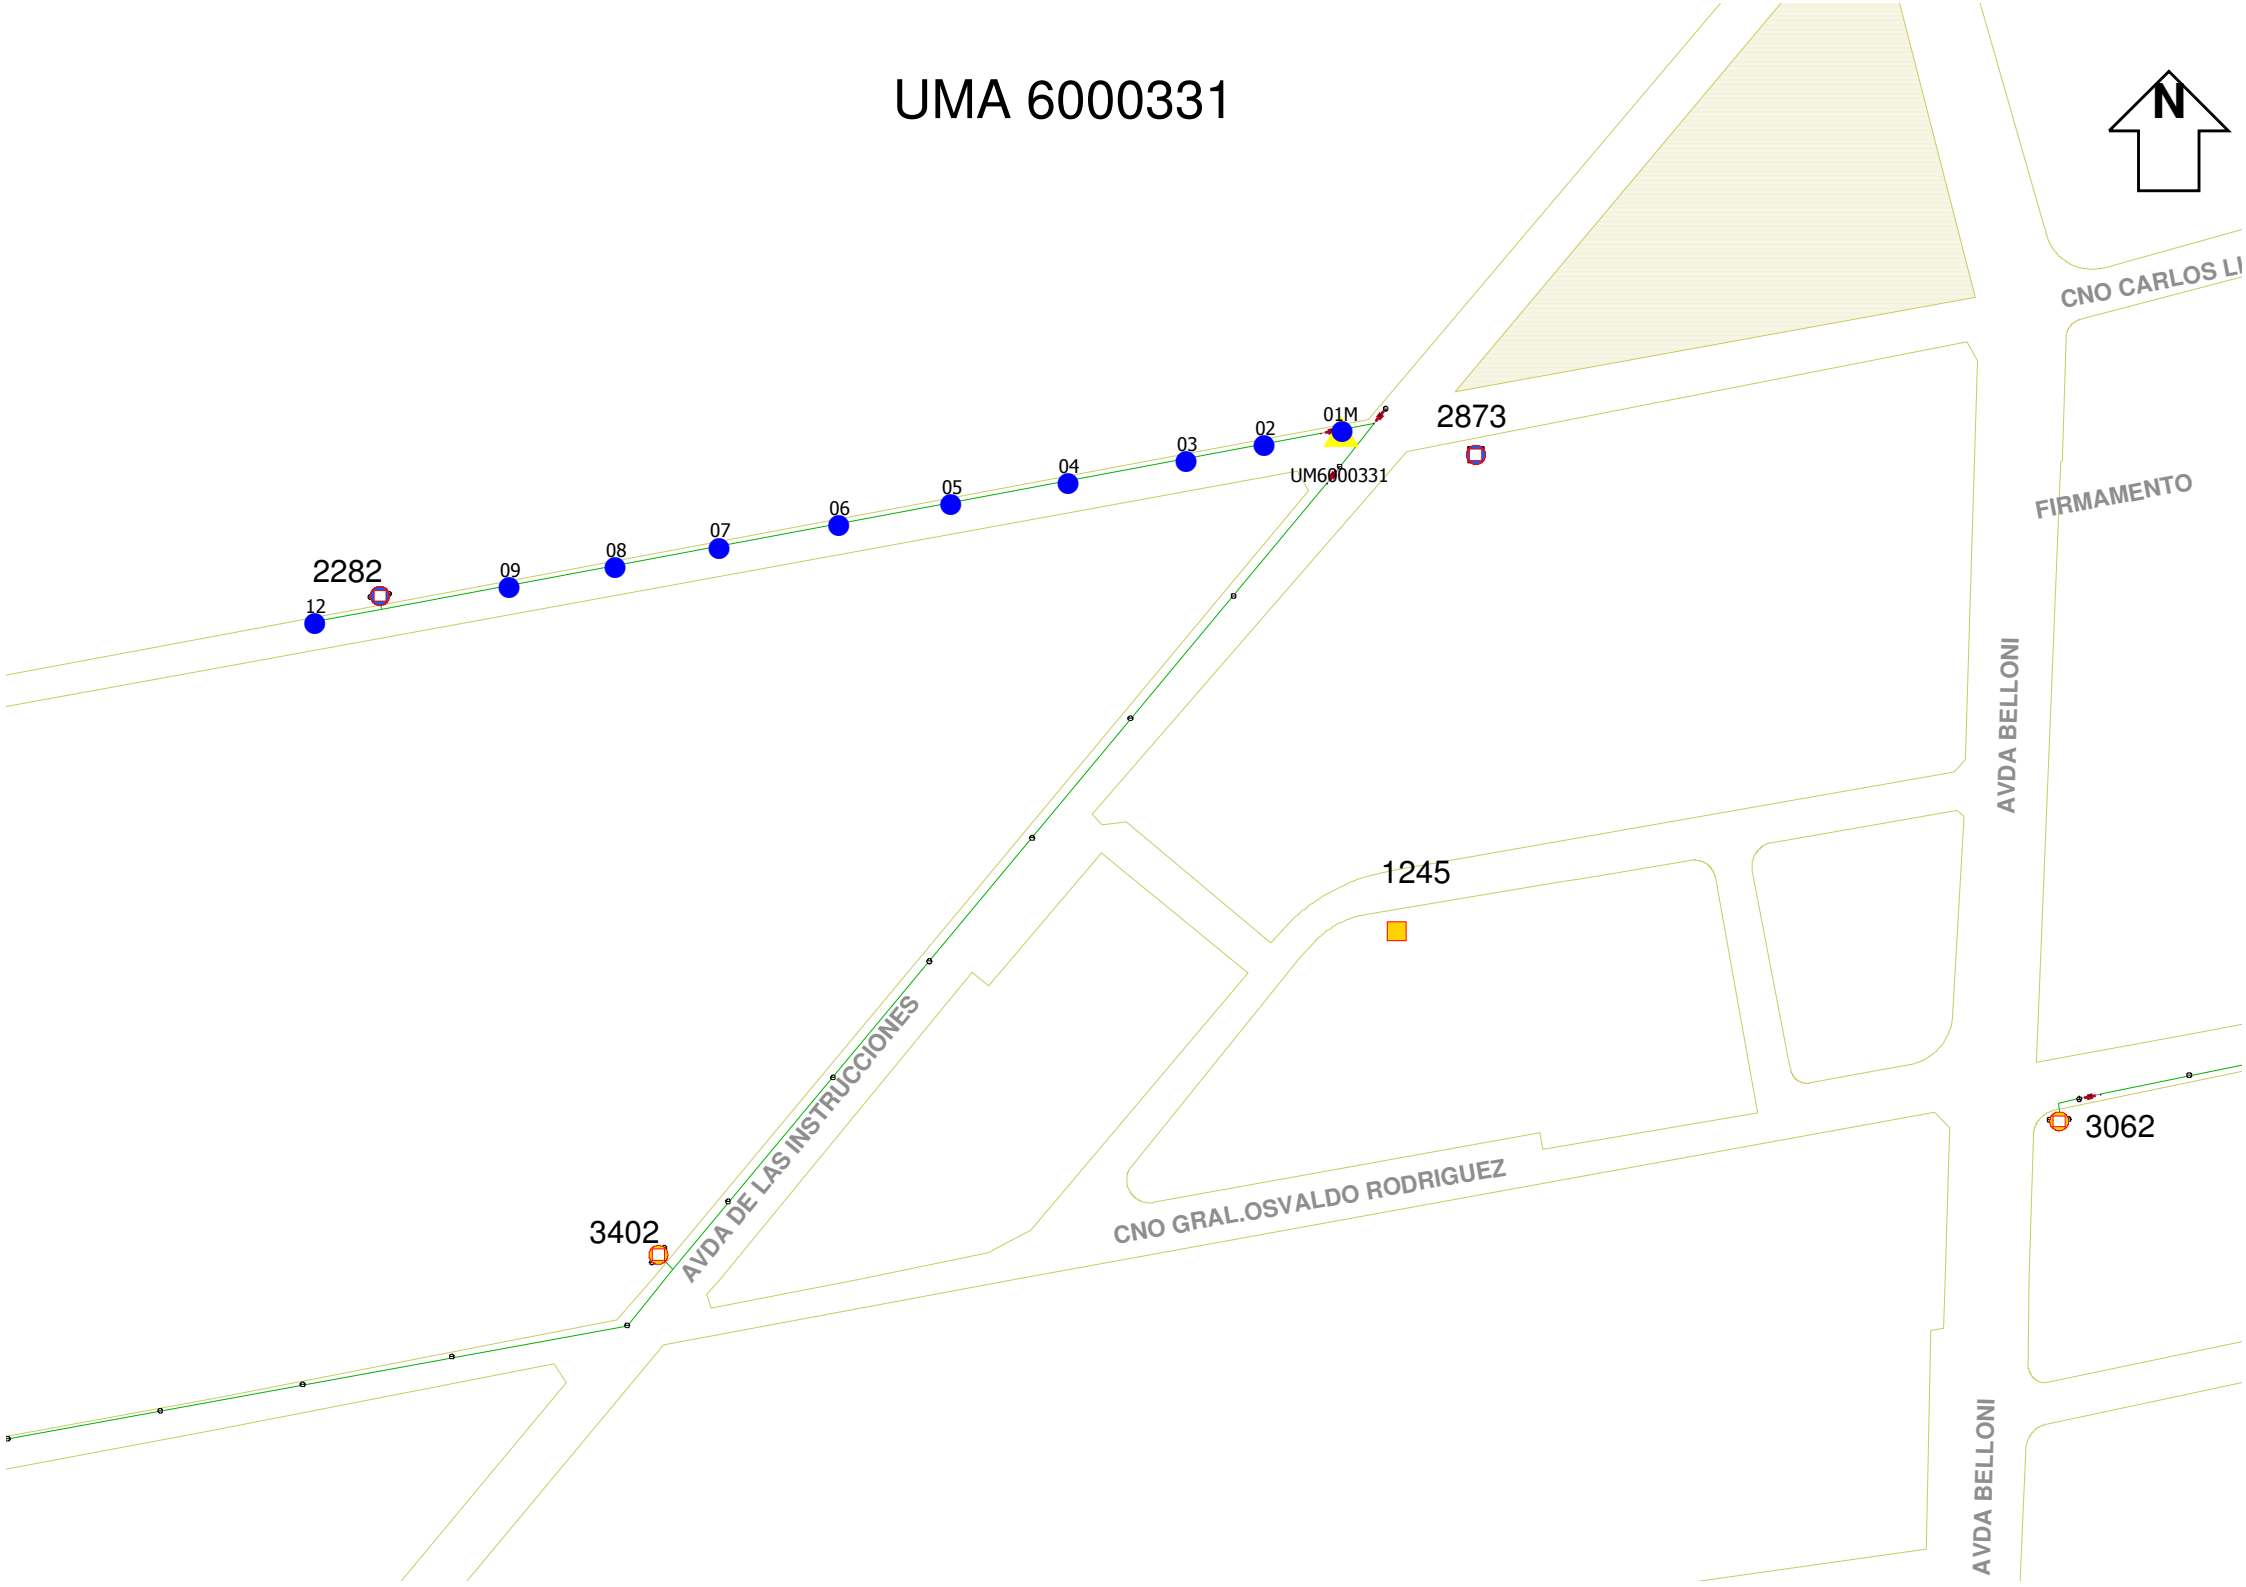 UMA 6000331
N
CNO CARLOS LI
01M
2873
02
03
04
UM6000331
05
FIRMAMENTO
06
07
08
09
2282
12
AVDA BELLONI
1245
AVDA DE LAS INSTRUCCIONES
3062
CNO GRAL.OSVALDO RODRIGUEZ
3402
AVDA BELLONI